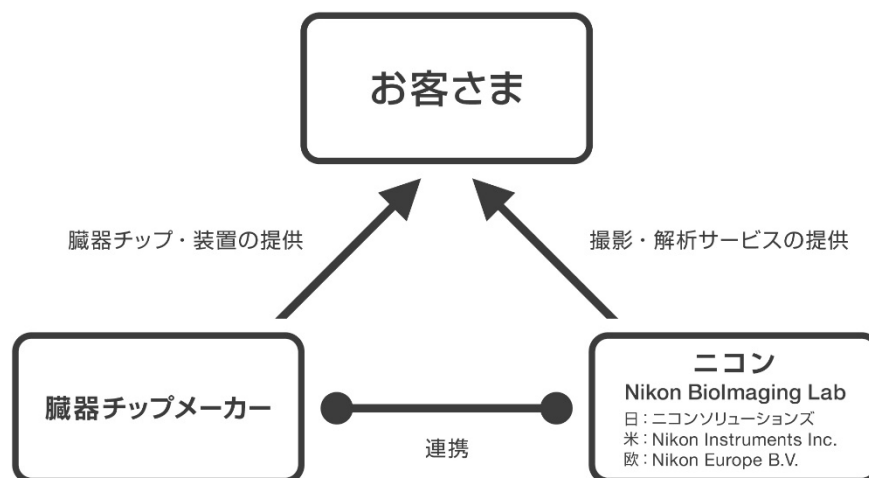 お客さま
臓器チップ・装置の提供
撮影・解析サービスの提供
臓器チップメーカー
連携
ニコン
Nikon BioImaging Lab
日：ニコンソリューションズ
米：Nikon Instruments Inc.
欧：Nikon Europe B.V.